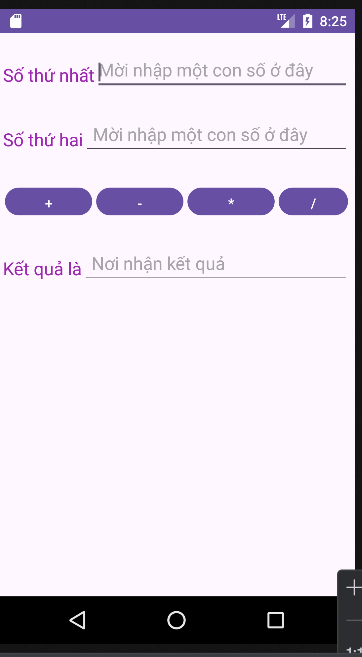 LTE 8:25
Số thứ nhất Mời nhập một con số ở đây
Số thứ hai Mời nhập một con số ở đây
+ - * /
Kết quả là Nơi nhận kết quả